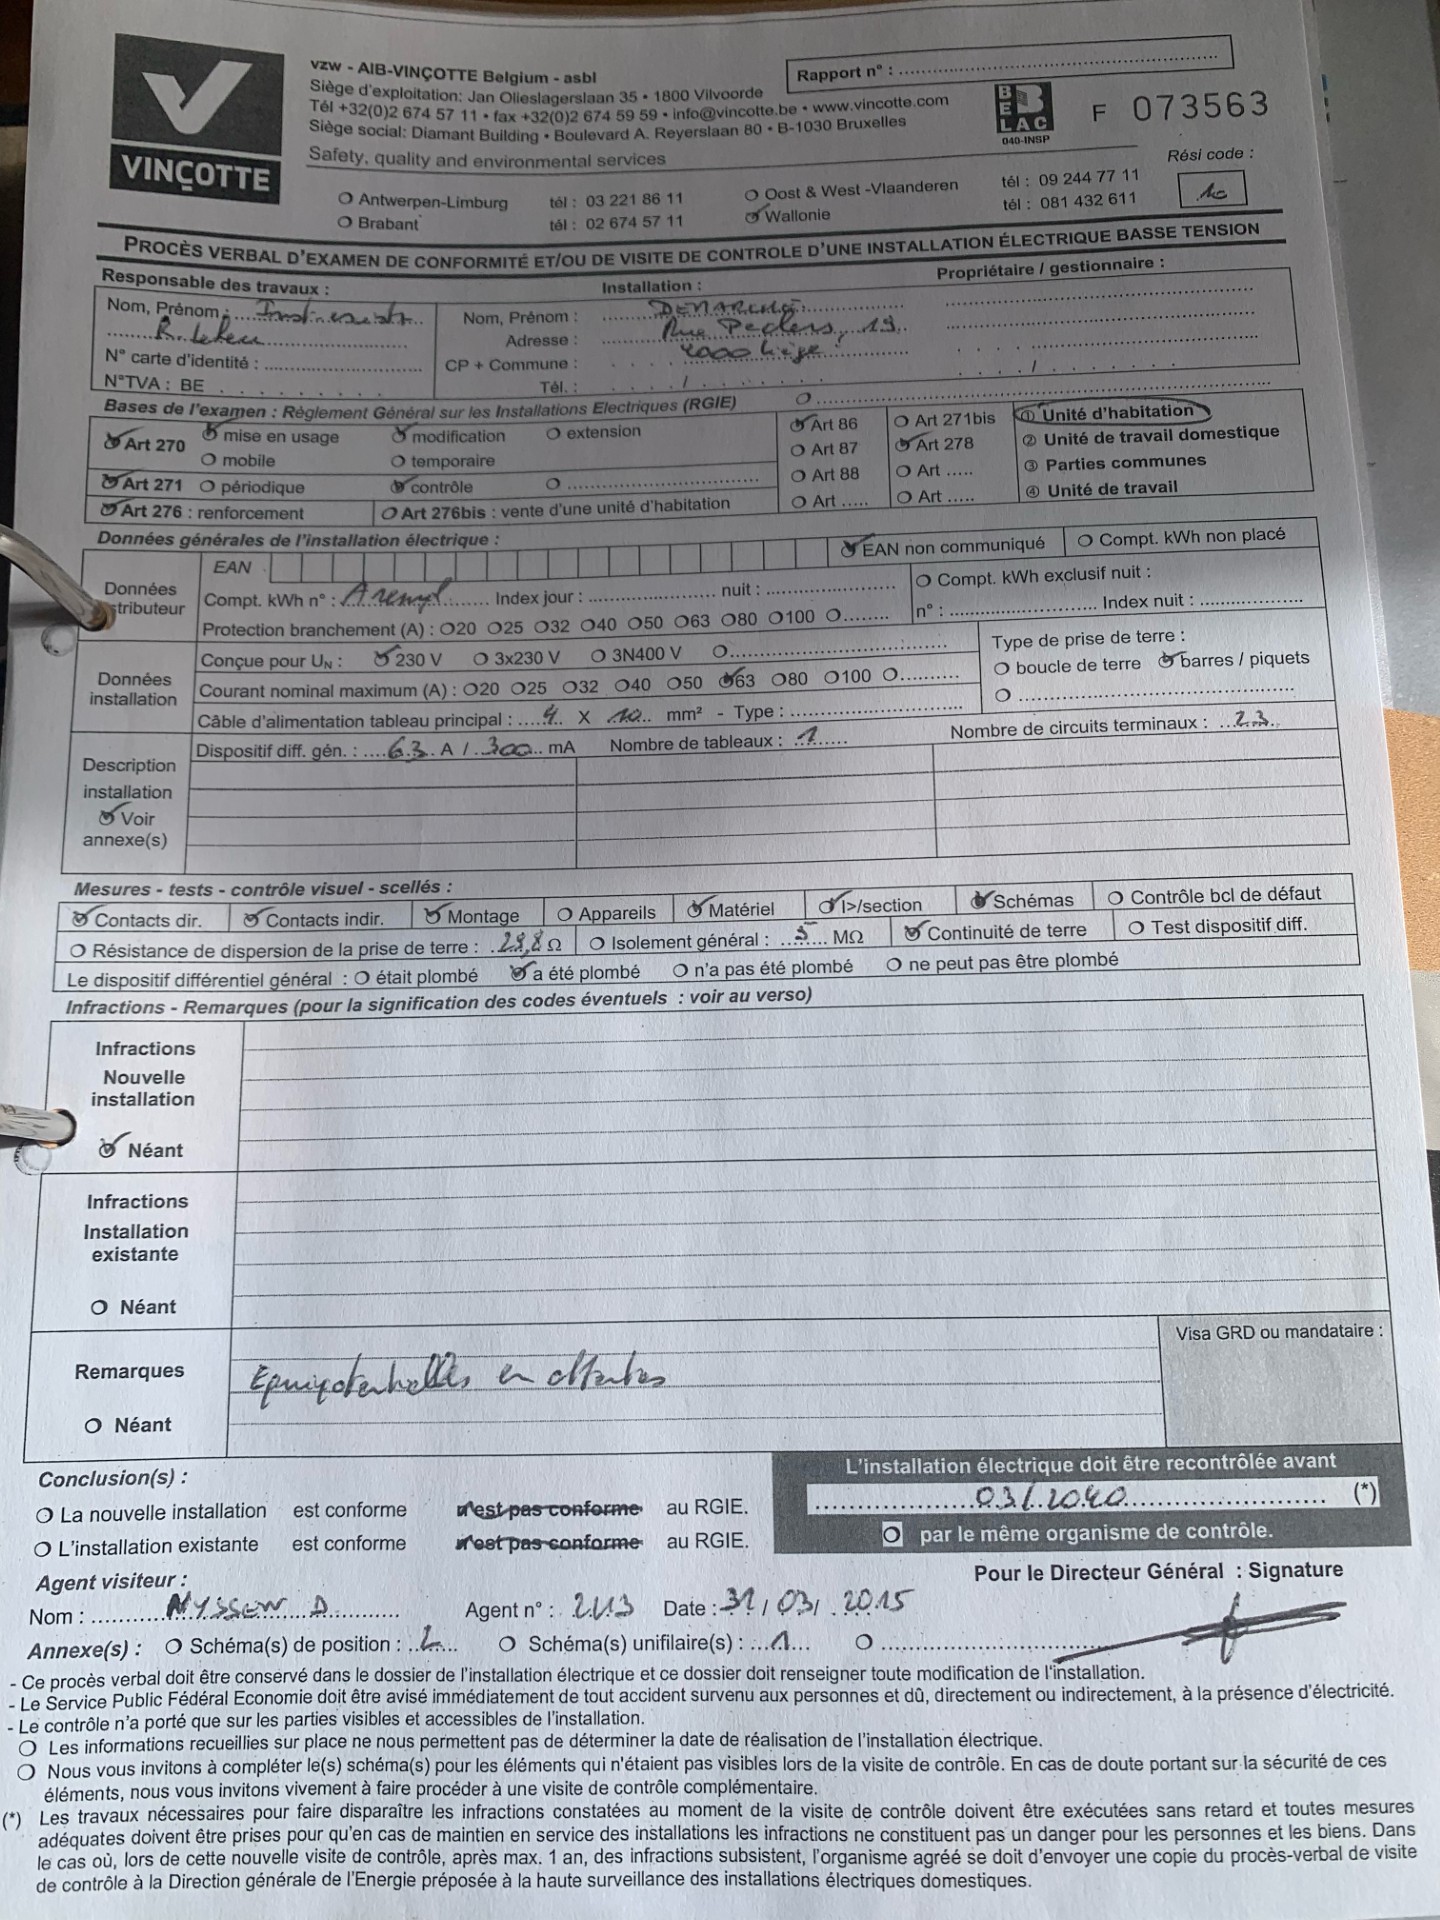 VINÇOTTE
vzw - AIB-VINÇOTTE Belgium - asbl
Siège d'exploitation: Jan Olieslagerslaan 35 • 1800 Vilvoorde
Tél +32(0)2 674 57 11 • fax +32(0)2 674 59 59 • info@vincotte.be • www.vincotte.com
Siège social: Diamant Building • Boulevard A. Reyerslaan 80 • B-1030 Bruxelles
Safety, quality and environmental services
Rapport n° :
BELAC
040-INSP
F 073563
Rési code :
Antwerpen-Limburg tél : 03 221 86 11 Oost & West -Vlaanderen tél : 09 244 77 11
Brabant tél : 02 674 57 11 Wallonie tél : 081 432 611
PROCÈS VERBAL D'EXAMEN DE CONFORMITÉ ET/OU DE VISITE DE CONTROLE D'UNE INSTALLATION ÉLECTRIQUE BASSE TENSION
Responsable des travaux : Installation : Propriétaire / gestionnaire :
Nom, Prénom : Nom, Prénom :
Adresse : Rue Peclers, 19
N° carte d'identité : CP + Commune : 4000 Liège
N°TVA : BE Tél. : /
Bases de l'examen : Règlement Général sur les Installations Electriques (RGIE)
Art 270 mise en usage modification extension Art 86 Art 271bis ① Unité d'habitation
mobile temporaire Art 87 Art 278 ② Unité de travail domestique
Art 271 périodique contrôle Art 88 Art ..... ③ Parties communes
Art 276 : renforcement Art 276bis : vente d'une unité d'habitation Art ..... Art ..... ④ Unité de travail
Données générales de l'installation électrique :
EAN EAN non communiqué Compt. kWh non placé
Données
distributeur
Compt. kWh n° : Index jour : nuit : Compt. kWh exclusif nuit :
n° : Index nuit :
Protection branchement (A) : 20 25 32 40 50 63 80 100
Données
installation
Conçue pour UN : 230 V 3x230 V 3N400 V Type de prise de terre :
boucle de terre barres / piquets
Courant nominal maximum (A) : 20 25 32 40 50 63 80 100
Câble d'alimentation tableau principal : 4 X 10 mm² - Type :
Dispositif diff. gén. : 63 A / 300 mA Nombre de tableaux : 1 Nombre de circuits terminaux : 23
Description
installation
Voir
annexe(s)
Mesures - tests - contrôle visuel - scellés :
Contacts dir. Contacts indir. Montage Appareils Matériel I>/section Schémas Contrôle bcl de défaut
Résistance de dispersion de la prise de terre : 29,8 Ω Isolement général : 5 MΩ Continuité de terre Test dispositif diff.
Le dispositif différentiel général : était plombé a été plombé n'a pas été plombé ne peut pas être plombé
Infractions - Remarques (pour la signification des codes éventuels : voir au verso)
Infractions
Nouvelle
installation
Néant
Infractions
Installation
existante
Néant
Remarques
Equipotentielles en attentes
Néant
Visa GRD ou mandataire :
Conclusion(s) :
La nouvelle installation est conforme n'est pas conforme au RGIE.
L'installation existante est conforme n'est pas conforme au RGIE.
L'installation électrique doit être recontrôlée avant
03/2040 (*)
par le même organisme de contrôle.
Agent visiteur : Pour le Directeur Général : Signature
Nom : NYSSEN D. Agent n° : Date : 31 / 03 / 2015
Annexe(s) : Schéma(s) de position : Schéma(s) unifilaire(s) : 1
- Ce procès verbal doit être conservé dans le dossier de l'installation électrique et ce dossier doit renseigner toute modification de l'installation.
- Le Service Public Fédéral Economie doit être avisé immédiatement de tout accident survenu aux personnes et dû, directement ou indirectement, à la présence d'électricité.
- Le contrôle n'a porté que sur les parties visibles et accessibles de l'installation.
Les informations recueillies sur place ne nous permettent pas de déterminer la date de réalisation de l'installation électrique.
Nous vous invitons à compléter le(s) schéma(s) pour les éléments qui n'étaient pas visibles lors de la visite de contrôle. En cas de doute portant sur la sécurité de ces
éléments, nous vous invitons vivement à faire procéder à une visite de contrôle complémentaire.
(*) Les travaux nécessaires pour faire disparaître les infractions constatées au moment de la visite de contrôle doivent être exécutées sans retard et toutes mesures
adéquates doivent être prises pour qu'en cas de maintien en service des installations les infractions ne constituent pas un danger pour les personnes et les biens. Dans
le cas où, lors de cette nouvelle visite de contrôle, après max. 1 an, des infractions subsistent, l'organisme agréé se doit d'envoyer une copie du procès-verbal de visite
de contrôle à la Direction générale de l'Energie préposée à la haute surveillance des installations électriques domestiques.